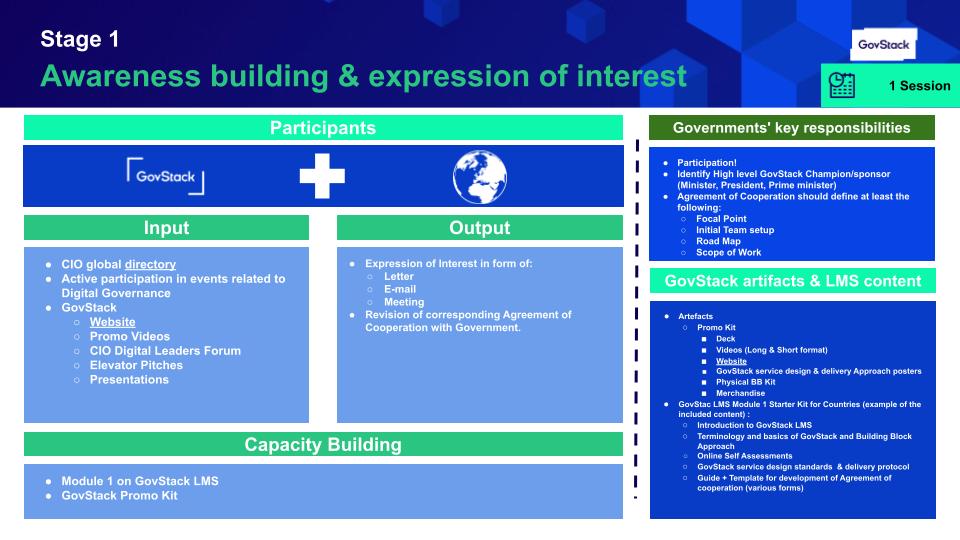 Stage 1
Awareness building & expression of interest
GovStack
1 Session
Participants
GovStack
Input
● CIO global directory
● Active participation in events related to
Digital Governance
● GovStack
○ Website
○ Promo Videos
○ CIO Digital Leaders Forum
○ Elevator Pitches
○ Presentations
Output
● Expression of Interest in form of:
○ Letter
○ E-mail
○ Meeting
● Revision of corresponding Agreement of
Cooperation with Government.
Capacity Building
● Module 1 on GovStack LMS
● GovStack Promo Kit
Governments' key responsibilities
● Participation!
● Identify High level GovStack Champion/sponsor
(Minister, President, Prime minister)
● Agreement of Cooperation should define at least the
following:
○ Focal Point
○ Initial Team setup
○ Road Map
○ Scope of Work
GovStack artifacts & LMS content
● Artefacts
○ Promo Kit
■ Deck
■ Videos (Long & Short format)
■ Website
■ GovStack service design & delivery Approach posters
■ Physical BB Kit
■ Merchandise
● GovStac LMS Module 1 Starter Kit for Countries (example of the
included content) :
○ Introduction to GovStack LMS
○ Terminology and basics of GovStack and Building Block
Approach
○ Online Self Assessments
○ GovStack service design standards & delivery protocol
○ Guide + Template for development of Agreement of
cooperation (various forms)